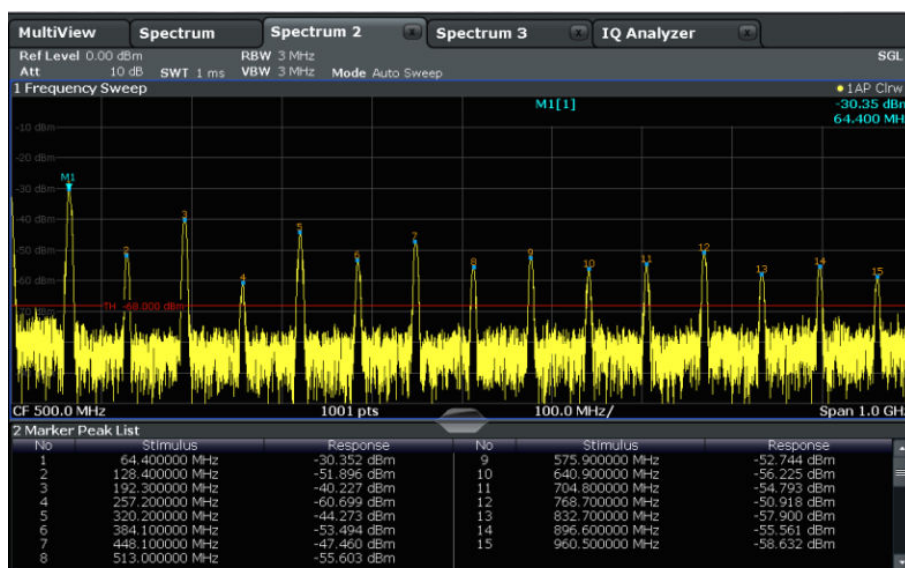 MultiView Spectrum Spectrum 2 x Spectrum 3 x IQ Analyzer x
Ref Level 0.00 dBm RBW 3 MHz SGL
Att 10 dB SWT 1 ms VBW 3 MHz Mode Auto Sweep
1 Frequency Sweep 1AP Clrw
M1[1] -30.35 dBm
64.400 MH
-10 dBm
-20 dBm
M1
-30 dBm
3
-40 dBm
5
7
-50 dBm
2 6 8 9 10 11 12 13 14 15
4
-60 dBm
TH -68.000 dBm
-70 dBm
CF 500.0 MHz 1001 pts 100.0 MHz/ Span 1.0 GH
2 Marker Peak List
No Stimulus Response No Stimulus Response
1 64.400000 MHz -30.352 dBm 9 575.900000 MHz -52.744 dBm
2 128.400000 MHz -51.896 dBm 10 640.900000 MHz -56.225 dBm
3 192.300000 MHz -40.227 dBm 11 704.800000 MHz -54.793 dBm
4 257.200000 MHz -60.699 dBm 12 768.700000 MHz -50.918 dBm
5 320.200000 MHz -44.273 dBm 13 832.700000 MHz -57.900 dBm
6 384.100000 MHz -53.494 dBm 14 896.600000 MHz -55.561 dBm
7 448.100000 MHz -47.460 dBm 15 960.500000 MHz -58.632 dBm
8 513.000000 MHz -55.603 dBm